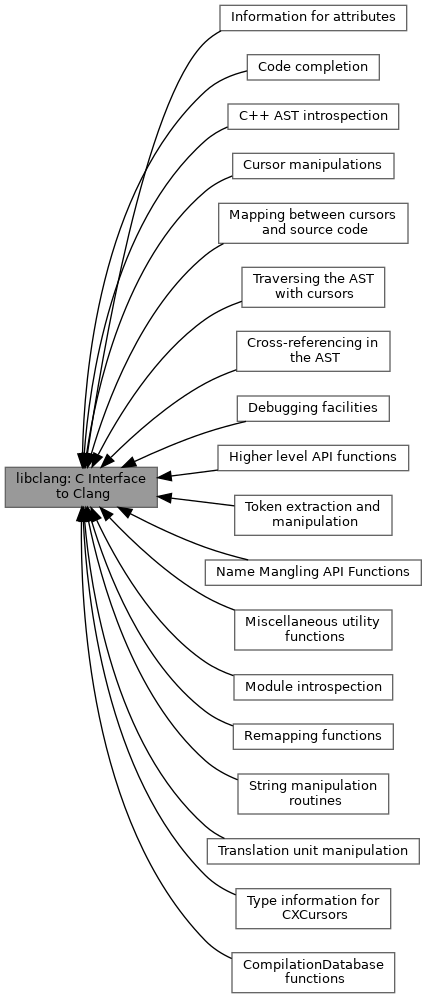 Information for attributes
Code completion
C++ AST introspection
Cursor manipulations
Mapping between cursors
and source code
Traversing the AST
with cursors
Cross-referencing in
the AST
Debugging facilities
Higher level API functions
libclang: C Interface
to Clang
Token extraction and
manipulation
Name Mangling API Functions
Miscellaneous utility
functions
Module introspection
Remapping functions
String manipulation
routines
Translation unit manipulation
Type information for
CXCursors
CompilationDatabase
functions